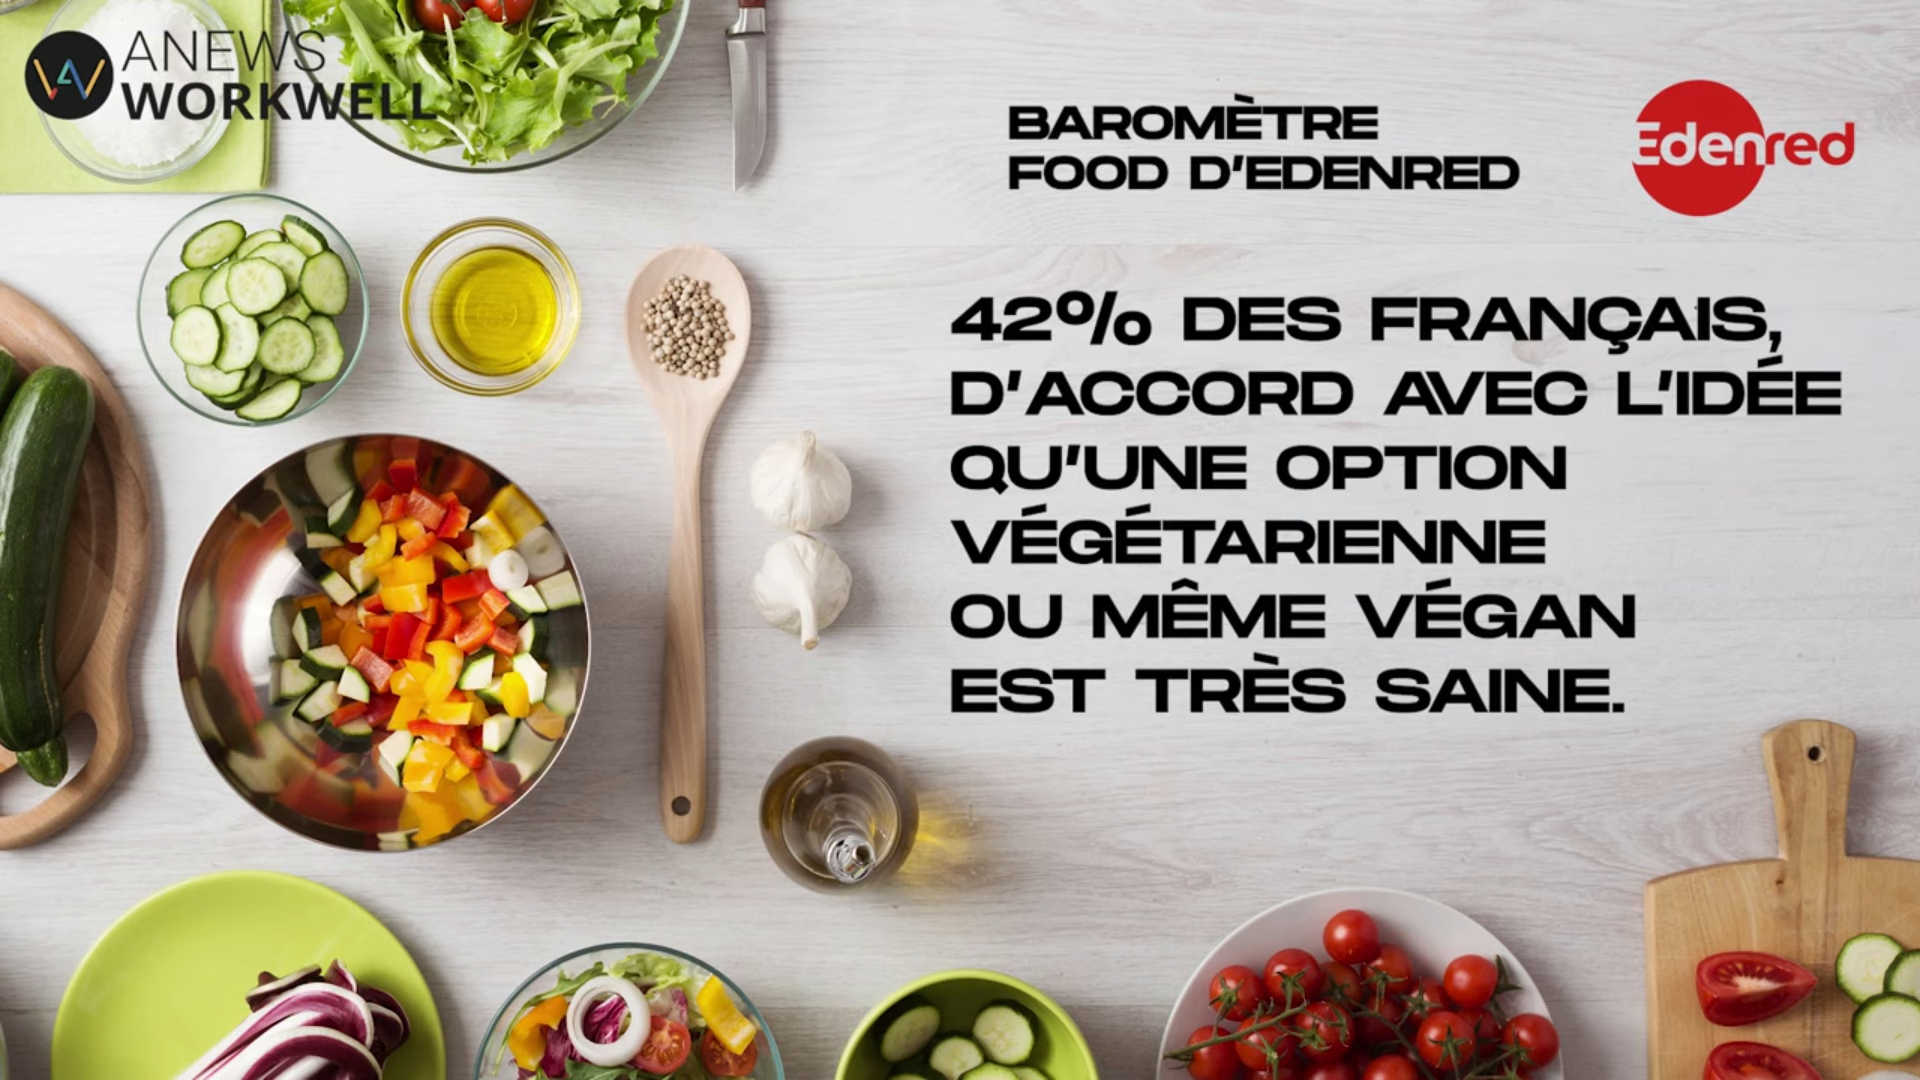 ANEWS
WORKWELL
BAROMÈTRE
FOOD D'EDENRED
Edenred
42% DES FRANÇAIS,
D'ACCORD AVEC L'IDÉE
QU'UNE OPTION
VÉGÉTARIENNE
OU MÊME VÉGAN
EST TRÈS SAINE.